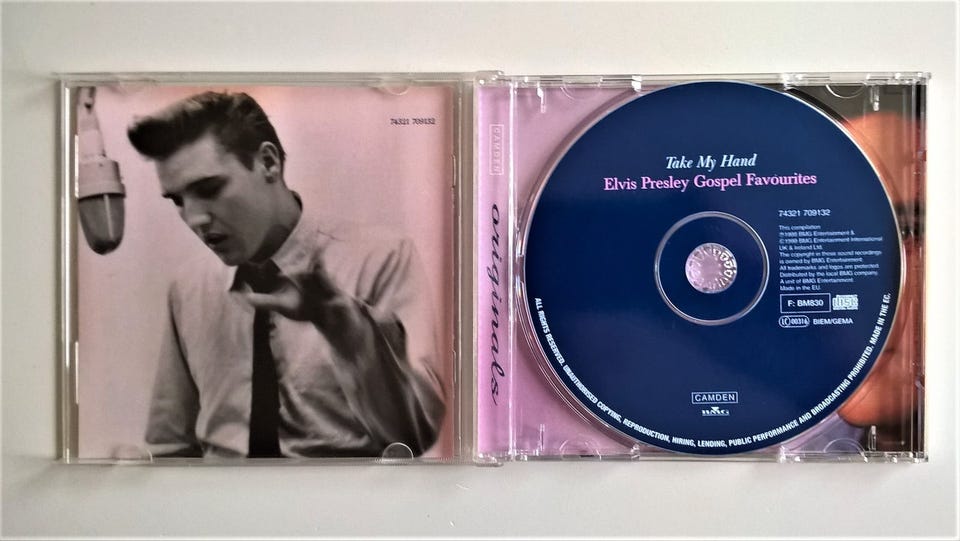 74321 709132
CAMDEN
originals
Take My Hand
Elvis Presley Gospel Favourites
74321 709132
This compilation
℗1999 BMG Entertainment &
©1999 BMG Entertainment International
UK & Ireland Ltd.
The copyright in these sound recordings
is owned by BMG Entertainment.
All trademarks and logos are protected.
Distributed by the local BMG company.
A unit of BMG Entertainment.
Made in the EU.
F: BM830
LC 00316 BIEM/GEMA
CAMDEN
BMG
ALL RIGHTS RESERVED. UNAUTHORISED COPYING, REPRODUCTION, HIRING, LENDING, PUBLIC PERFORMANCE AND BROADCASTING PROHIBITED. MADE IN THE EC.